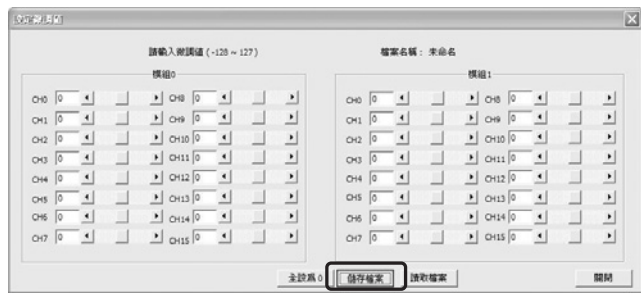 設定微調值
請輸入微調值 (-128 ~ 127) 檔案名稱： 未命名
模組0 模組1
CH0 0 CH8 0 CH0 0 CH8 0
CH1 0 CH9 0 CH1 0 CH9 0
CH2 0 CH10 0 CH2 0 CH10 0
CH3 0 CH11 0 CH3 0 CH11 0
CH4 0 CH12 0 CH4 0 CH12 0
CH5 0 CH13 0 CH5 0 CH13 0
CH6 0 CH14 0 CH6 0 CH14 0
CH7 0 CH15 0 CH7 0 CH15 0
全設為 0 儲存檔案 讀取檔案 關閉